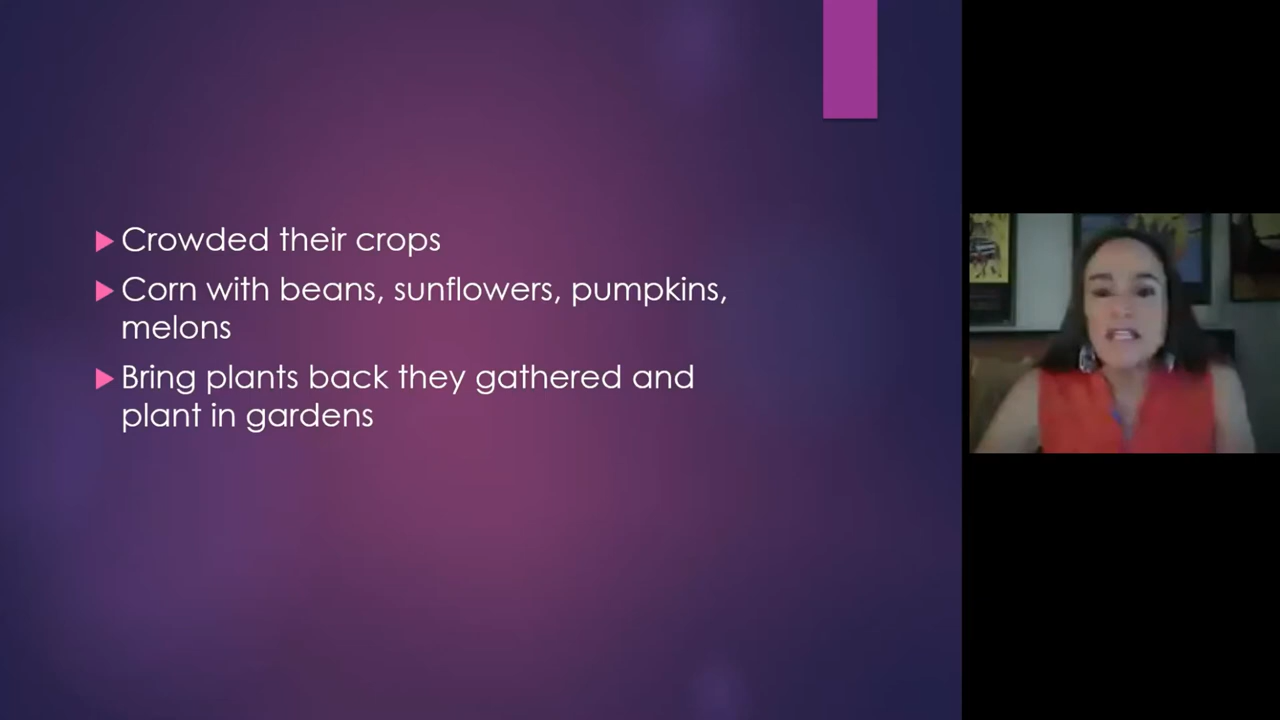 Crowded their crops
Corn with beans, sunflowers, pumpkins,
melons
Bring plants back they gathered and
plant in gardens